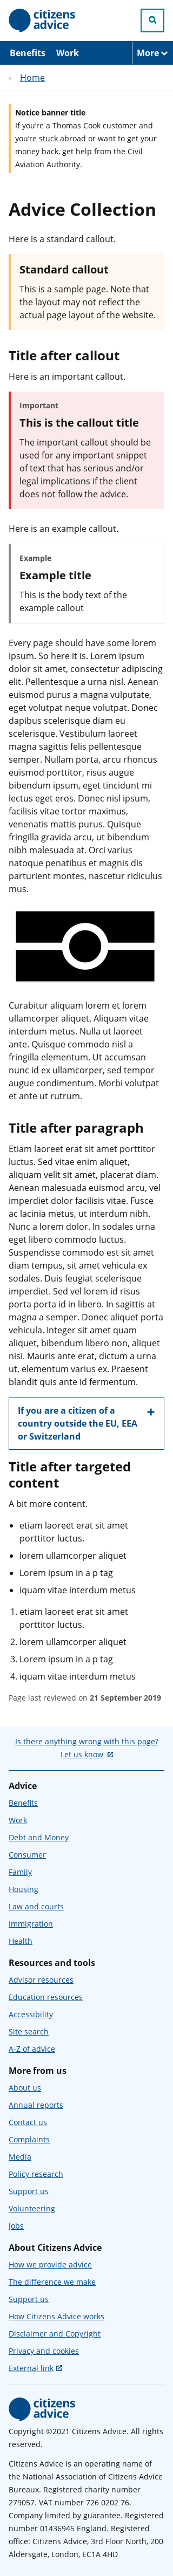 citizens
advice
Benefits Work More
‹ Home
Notice banner title
If you're a Thomas Cook customer and
you're stuck abroad or want to get your
money back, get help from the Civil
Aviation Authority.
Advice Collection
Here is a standard callout.
Standard callout
This is a sample page. Note that
the layout may not reflect the
actual page layout of the website.
Title after callout
Here is an important callout.
Important
This is the callout title
The important callout should be
used for any important snippet
of text that has serious and/or
legal implications if the client
does not follow the advice.
Here is an example callout.
Example
Example title
This is the body text of the
example callout
Every page should have some lorem
ipsum. So here it is. Lorem ipsum
dolor sit amet, consectetur adipiscing
elit. Pellentesque a urna nisl. Aenean
euismod purus a magna vulputate,
eget volutpat neque volutpat. Donec
dapibus scelerisque diam eu
scelerisque. Vestibulum laoreet
magna sagittis felis pellentesque
semper. Nullam porta, arcu rhoncus
euismod porttitor, risus augue
bibendum ipsum, eget tincidunt mi
lectus eget eros. Donec nisl ipsum,
facilisis vitae tortor maximus,
venenatis mattis purus. Quisque
fringilla gravida arcu, ut bibendum
nibh malesuada at. Orci varius
natoque penatibus et magnis dis
parturient montes, nascetur ridiculus
mus.
Curabitur aliquam lorem et lorem
ullamcorper aliquet. Aliquam vitae
interdum metus. Nulla ut laoreet
ante. Quisque commodo nisl a
fringilla elementum. Ut accumsan
nunc id ex ullamcorper, sed tempor
augue condimentum. Morbi volutpat
et ante ut rutrum.
Title after paragraph
Etiam laoreet erat sit amet porttitor
luctus. Sed vitae enim aliquet,
aliquam velit sit amet, placerat diam.
Aenean malesuada sapien id arcu, vel
imperdiet dolor facilisis vitae. Fusce
ac lacinia metus, ut interdum nibh.
Nunc a lorem dolor. In sodales urna
eget libero commodo luctus.
Suspendisse commodo est sit amet
diam tempus, sit amet vehicula ex
sodales. Duis feugiat scelerisque
imperdiet. Sed vel lorem id risus
porta porta id in libero. In sagittis at
magna a semper. Donec aliquet porta
vehicula. Integer sit amet quam
aliquet, bibendum libero non, aliquet
nisi. Mauris ante erat, dictum a urna
ut, elementum varius ex. Praesent
blandit quis ante id fermentum.
If you are a citizen of a
country outside the EU, EEA
or Switzerland
Title after targeted
content
A bit more content.
• etiam laoreet erat sit amet
porttitor luctus.
• lorem ullamcorper aliquet
• Lorem ipsum in a p tag
• iquam vitae interdum metus
1. etiam laoreet erat sit amet
porttitor luctus.
2. lorem ullamcorper aliquet
3. Lorem ipsum in a p tag
4. iquam vitae interdum metus
Page last reviewed on 21 September 2019
Is there anything wrong with this page?
Let us know
Advice
Benefits
Work
Debt and Money
Consumer
Family
Housing
Law and courts
Immigration
Health
Resources and tools
Advisor resources
Education resources
Accessibility
Site search
A-Z of advice
More from us
About us
Annual reports
Contact us
Complaints
Media
Policy research
Support us
Volunteering
Jobs
About Citizens Advice
How we provide advice
The difference we make
Support us
How Citizens Advice works
Disclaimer and Copyright
Privacy and cookies
External link
citizens
advice
Copyright ©2021 Citizens Advice. All rights
reserved.
Citizens Advice is an operating name of
the National Association of Citizens Advice
Bureaux. Registered charity number
279057. VAT number 726 0202 76.
Company limited by guarantee. Registered
number 01436945 England. Registered
office: Citizens Advice, 3rd Floor North, 200
Aldersgate, London, EC1A 4HD